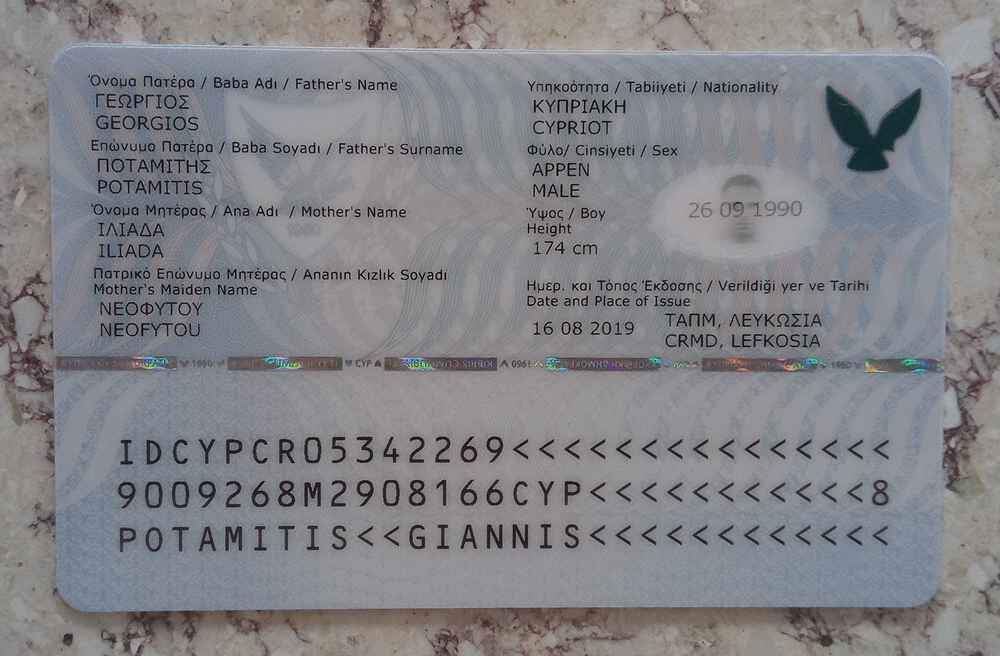 Όνομα Πατέρα / Baba Adı / Father's Name
ΓΕΩΡΓΙΟΣ
GEORGIOS
Επώνυμο Πατέρα / Baba Soyadı / Father's Surname
ΠΟΤΑΜΙΤΗΣ
POTAMITIS
Όνομα Μητέρας / Ana Adı / Mother's Name
ΙΛΙΑΔΑ
ILIADA
Πατρικό Επώνυμο Μητέρας / Ananın Kızlık Soyadı
Mother's Maiden Name
ΝΕΟΦΥΤΟΥ
NEOFYTOU
Υπηκοότητα / Tabiiyeti / Nationality
ΚΥΠΡΙΑΚΗ
CYPRIOT
Φύλο/ Cinsiyeti / Sex
ΑΡΡΕΝ
MALE
Ύψος / Boy
Height
174 cm
26 09 1990
Ημερ. και Τόπος Έκδοσης / Verildiği yer ve Tarihi
Date and Place of Issue
16 08 2019
ΤΑΠΜ, ΛΕΥΚΩΣΙΑ
CRMD, LEFKOSIA
IDCYPCR05342269<<<<<<<<<<<<<<<
9009268M2908166CYP<<<<<<<<<<<8
POTAMITIS<<GIANNIS<<<<<<<<<<<<